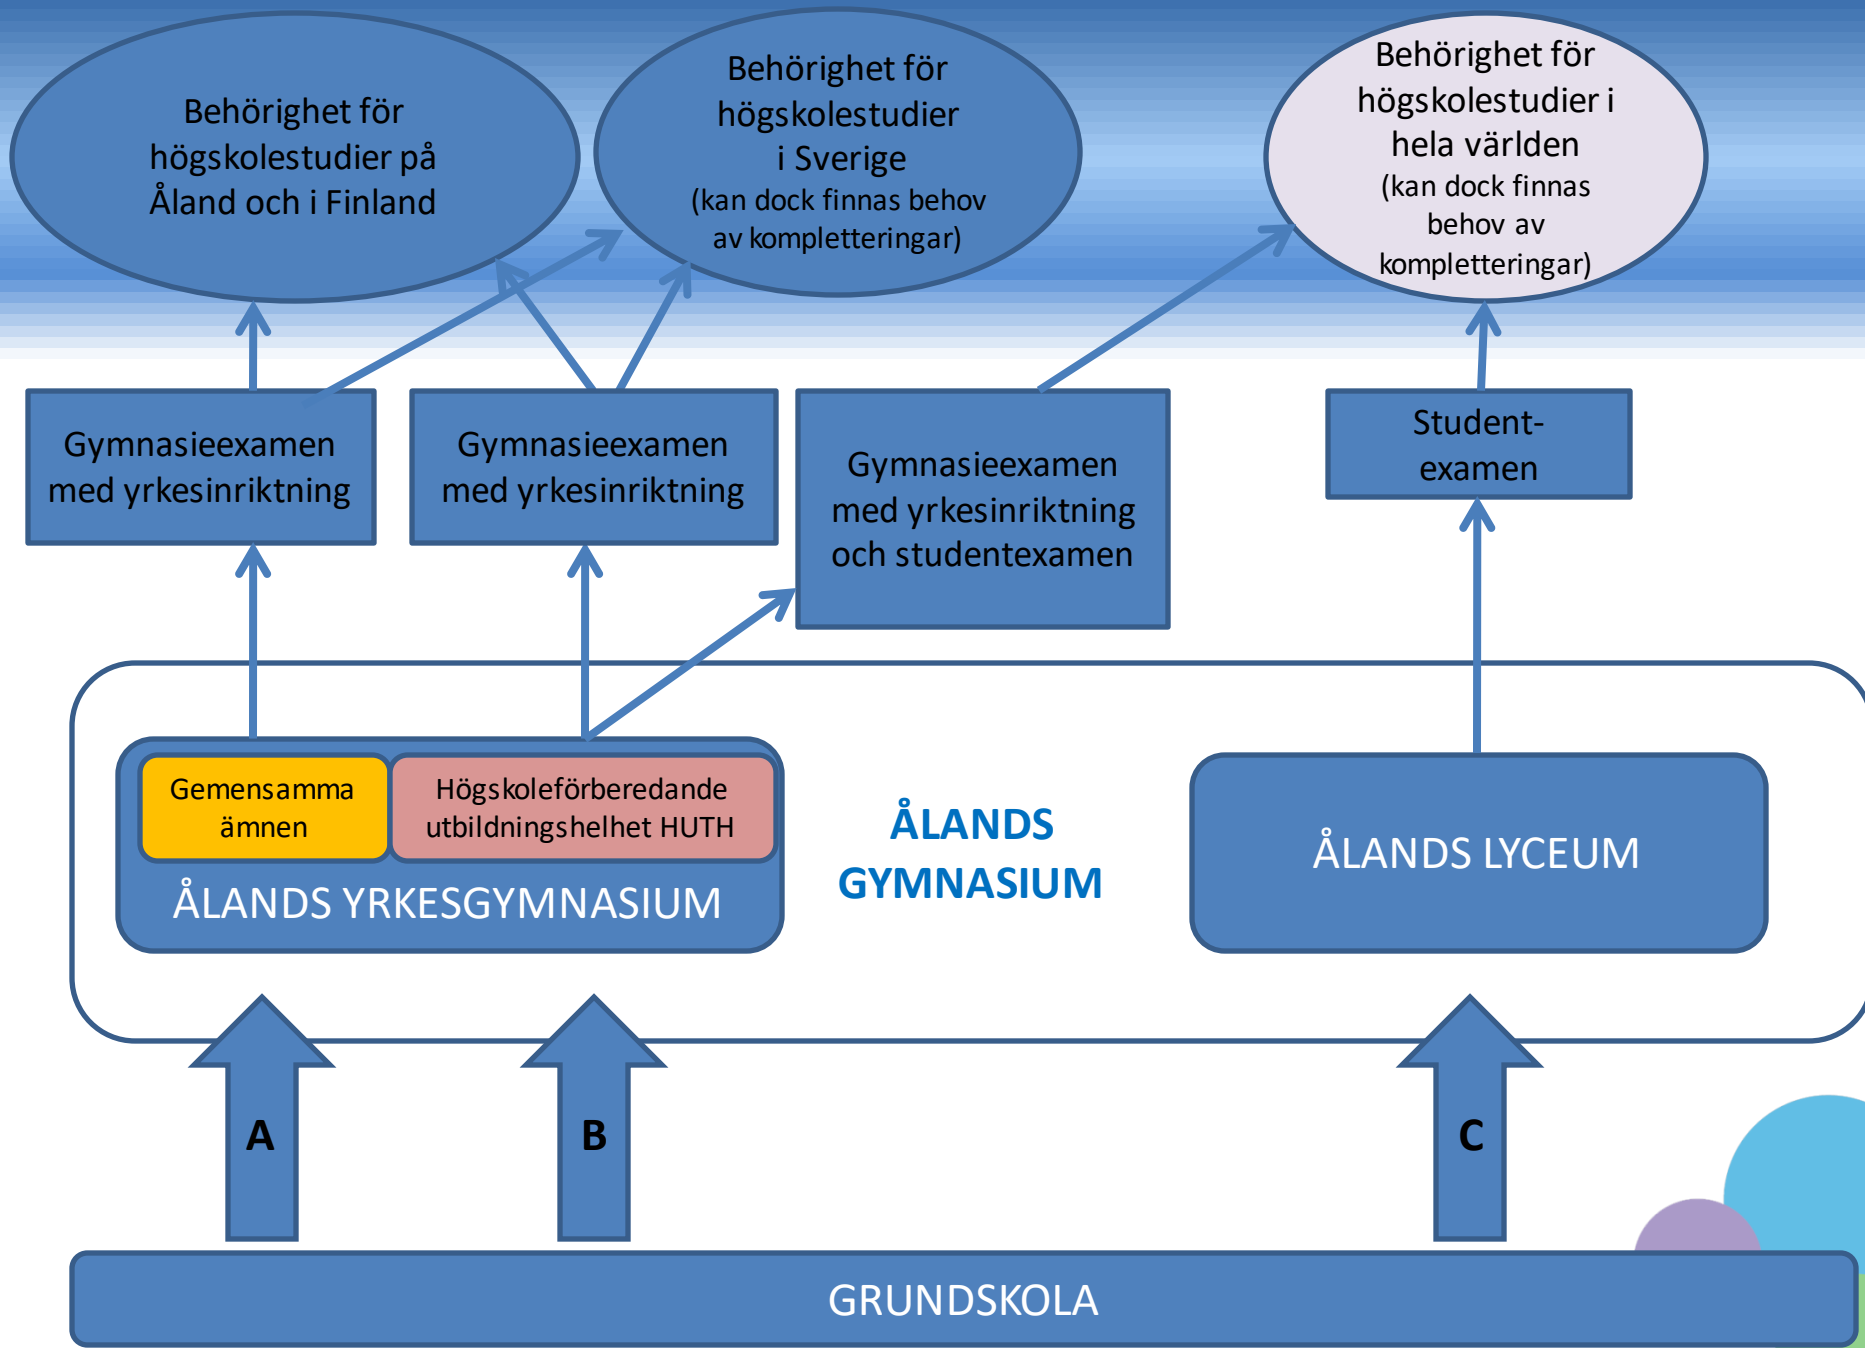 Behörighet för
högskolestudier på
Åland och i Finland
Behörighet för
högskolestudier
i Sverige
(kan dock finnas behov
av kompletteringar)
Behörighet för
högskolestudier i
hela världen
(kan dock finnas
behov av
kompletteringar)
Gymnasieexamen
med yrkesinriktning
Gymnasieexamen
med yrkesinriktning
Gymnasieexamen
med yrkesinriktning
och studentexamen
Student-
examen
Gemensamma
ämnen
Högskoleförberedande
utbildningshelhet HUTH
ÅLANDS YRKESGYMNASIUM
ÅLANDS
GYMNASIUM
ÅLANDS LYCEUM
A
B
C
GRUNDSKOLA